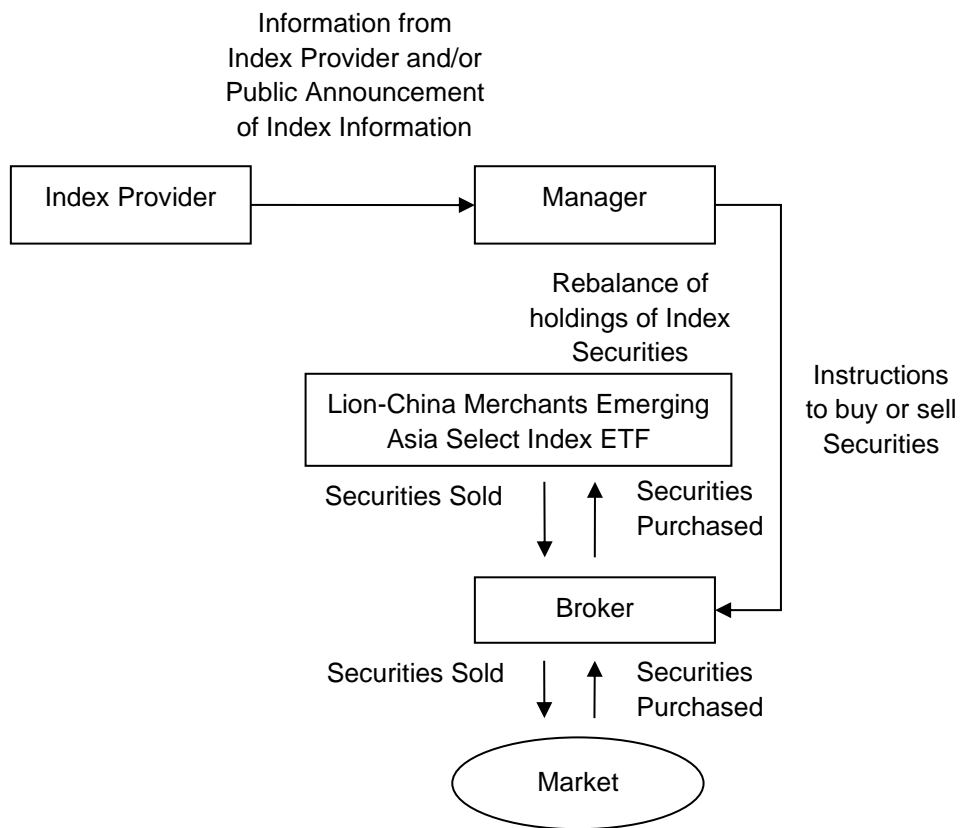 Information from
Index Provider and/or
Public Announcement
of Index Information
Index Provider
Manager
Rebalance of
holdings of Index
Securities
Instructions
to buy or sell
Securities
Lion-China Merchants Emerging
Asia Select Index ETF
Securities Sold
Securities
Purchased
Broker
Securities Sold
Securities
Purchased
Market